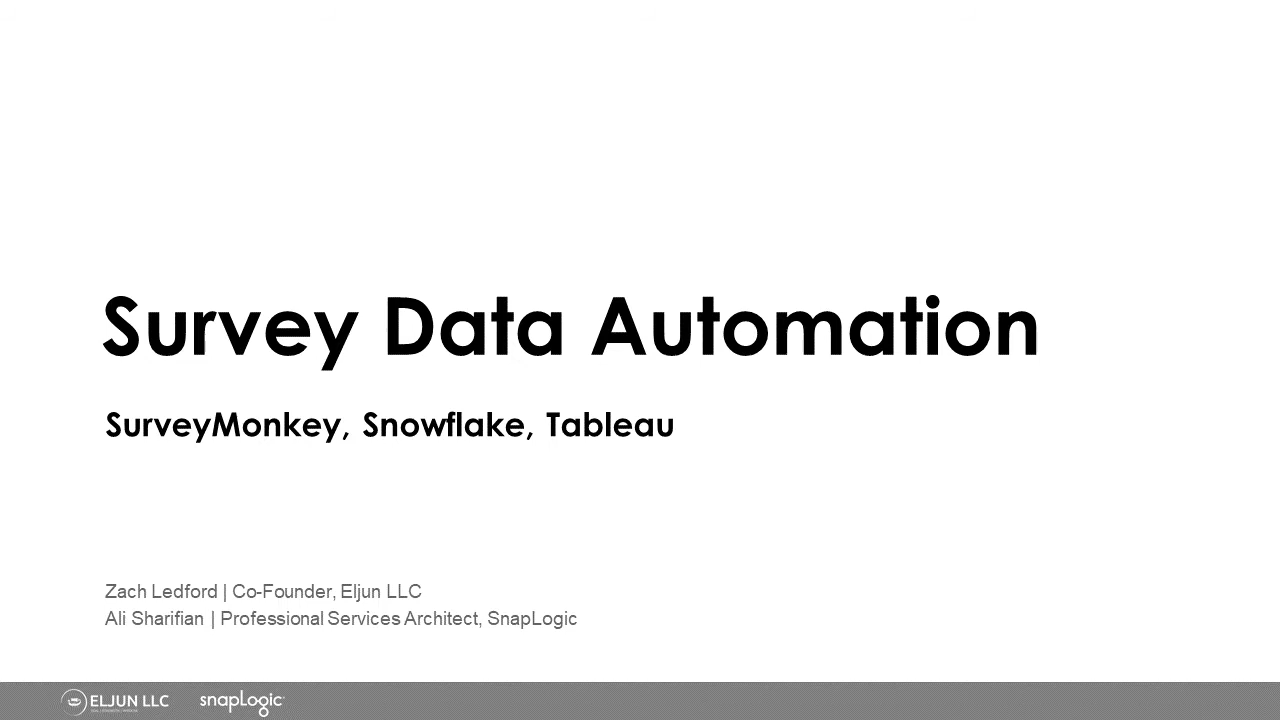 Survey Data Automation
SurveyMonkey, Snowflake, Tableau
Zach Ledford | Co-Founder, Eljun LLC
Ali Sharifian | Professional Services Architect, SnapLogic
ELJUN LLC
snapLogic